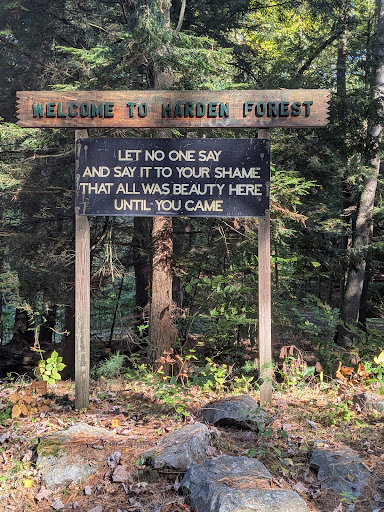 WELCOME TO HARDEN FOREST
LET NO ONE SAY
AND SAY IT TO YOUR SHAME
THAT ALL WAS BEAUTY HERE
UNTIL YOU CAME